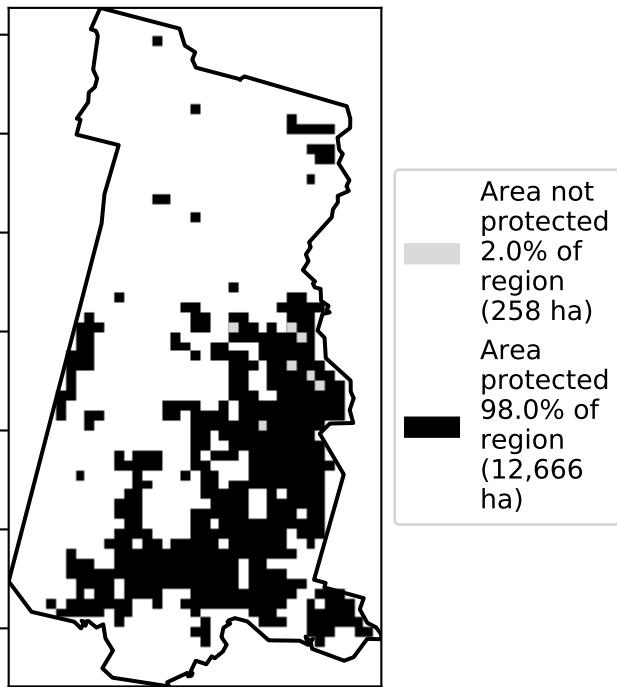 Area not
protected
2.0% of
region
(258 ha)
Area
protected
98.0% of
region
(12,666
ha)